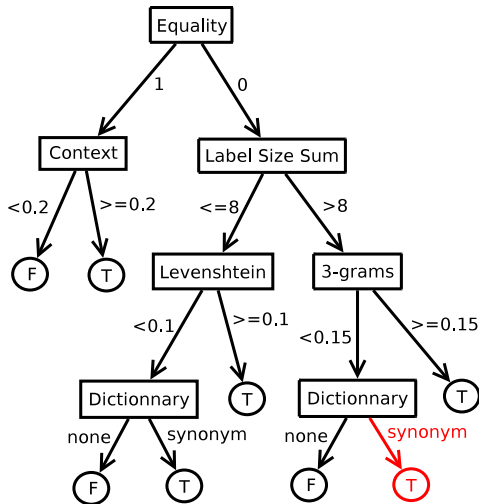 Equality
1
0
Context
Label Size Sum
<0.2
>=0.2
<=8
>8
F
T
Levenshtein
3-grams
<0.1
>=0.1
<0.15
>=0.15
Dictionnary
T
Dictionnary
T
none
synonym
none
synonym
F
T
F
T